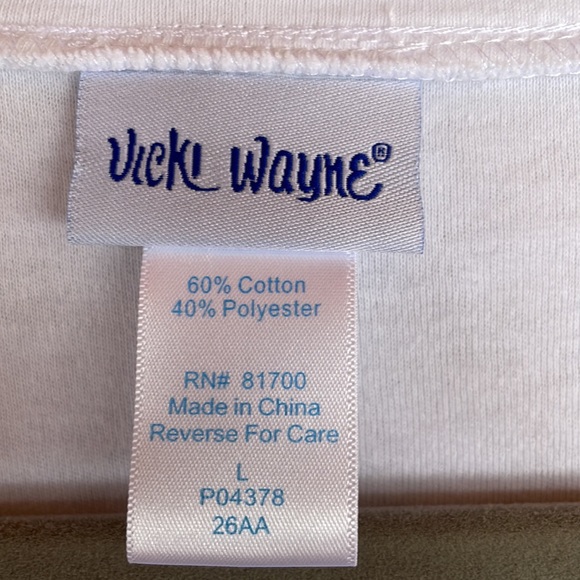 Vicki Wayne®
60% Cotton
40% Polyester
RN# 81700
Made in China
Reverse For Care
L
P04378
26AA